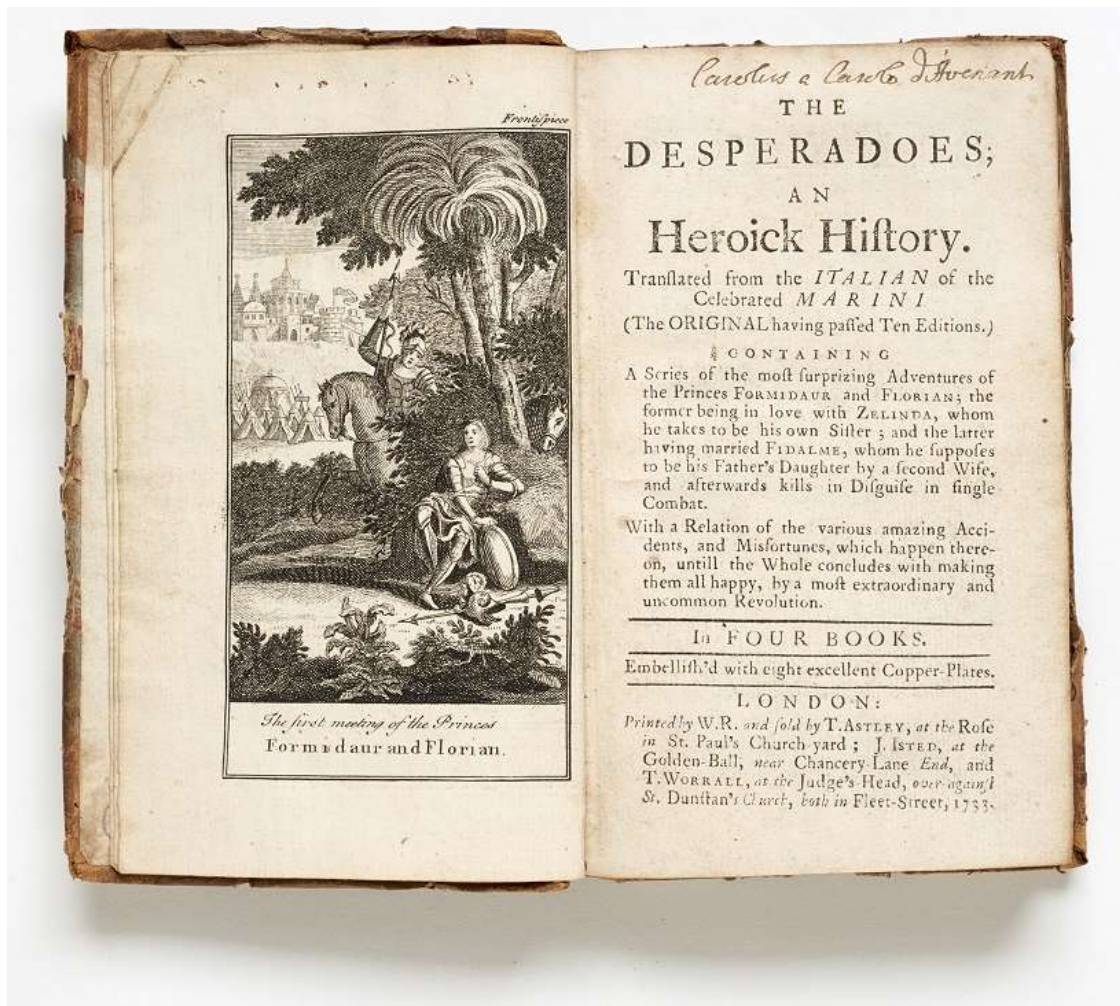 Frontiſpiece
The first meeting of the Princes
Formidaur and Florian.
Carolus a Carolo d'Avenant
THE
DESPERADOES;
AN
Heroick Hiſtory.
Tranſlated from the ITALIAN of the
Celebrated MARINI
(The ORIGINAL having paſſed Ten Editions.)
CONTAINING
A Series of the moſt ſurprizing Adventures of
the Princes FORMIDAUR and FLORIAN; the
former being in love with ZELINDA, whom
he takes to be his own Siſter; and the latter
having married FIDALME, whom he ſuppoſes
to be his Father's Daughter by a ſecond Wife,
and afterwards kills in Diſguiſe in ſingle
Combat.
With a Relation of the various amazing Acci-
dents, and Misfortunes, which happen there-
on, untill the Whole concludes with making
them all happy, by a moſt extraordinary and
uncommon Revolution.
In FOUR BOOKS.
Embelliſh'd with eight excellent Copper-Plates.
LONDON:
Printed by W.R. and ſold by T. ASTLEY, at the Roſe
in St. Paul's Church-yard; J. ISTED, at the
Golden-Ball, near Chancery-Lane End, and
T. WORRALL, at the Judge's-Head, over-againſt
St. Dunſtan's Church, both in Fleet-Street, 1733.